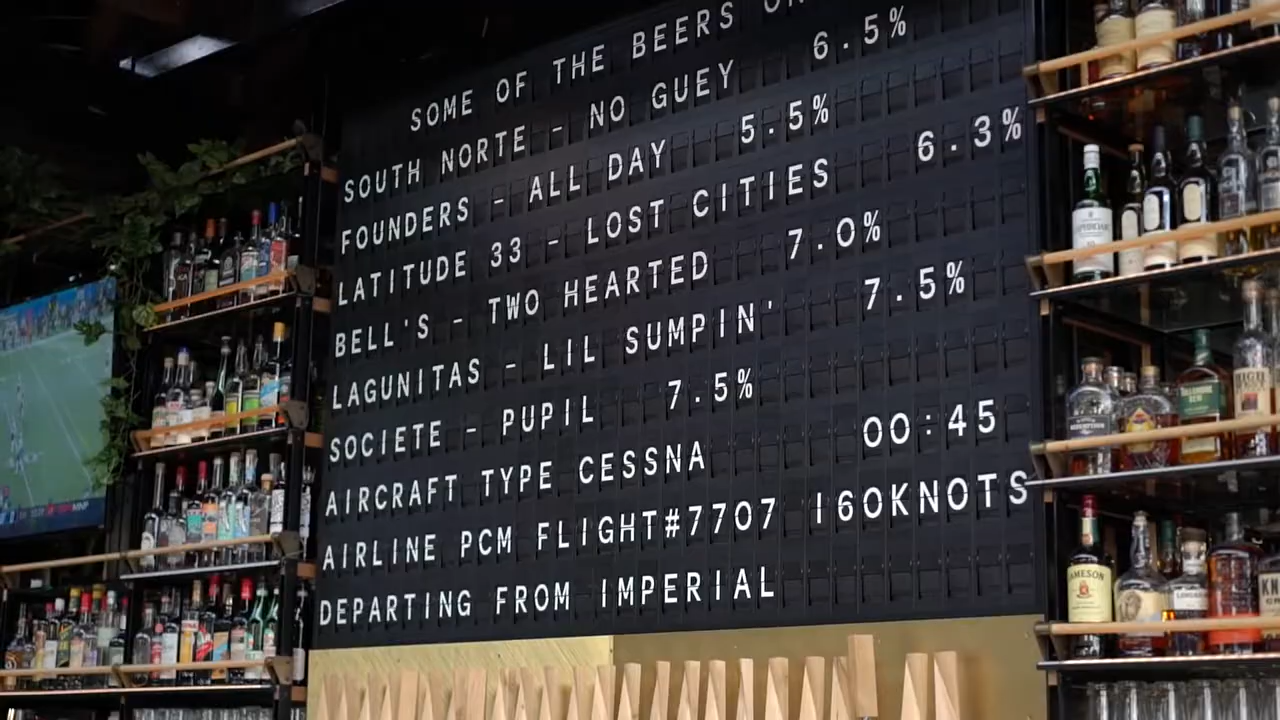 SOME OF THE BEERS
SOUTH NORTE - NO GUEY 6.5%
FOUNDERS - ALL DAY 5.5%
LATITUDE 33 - LOST CITIES 6.3%
BELL'S - TWO HEARTED 7.0%
LAGUNITAS - LIL SUMPIN' 7.5%
SOCIETE - PUPIL 7.5%
AIRCRAFT TYPE CESSNA 00:45
AIRLINE PCM FLIGHT#7707 160KNOTS
DEPARTING FROM IMPERIAL
JAMESON